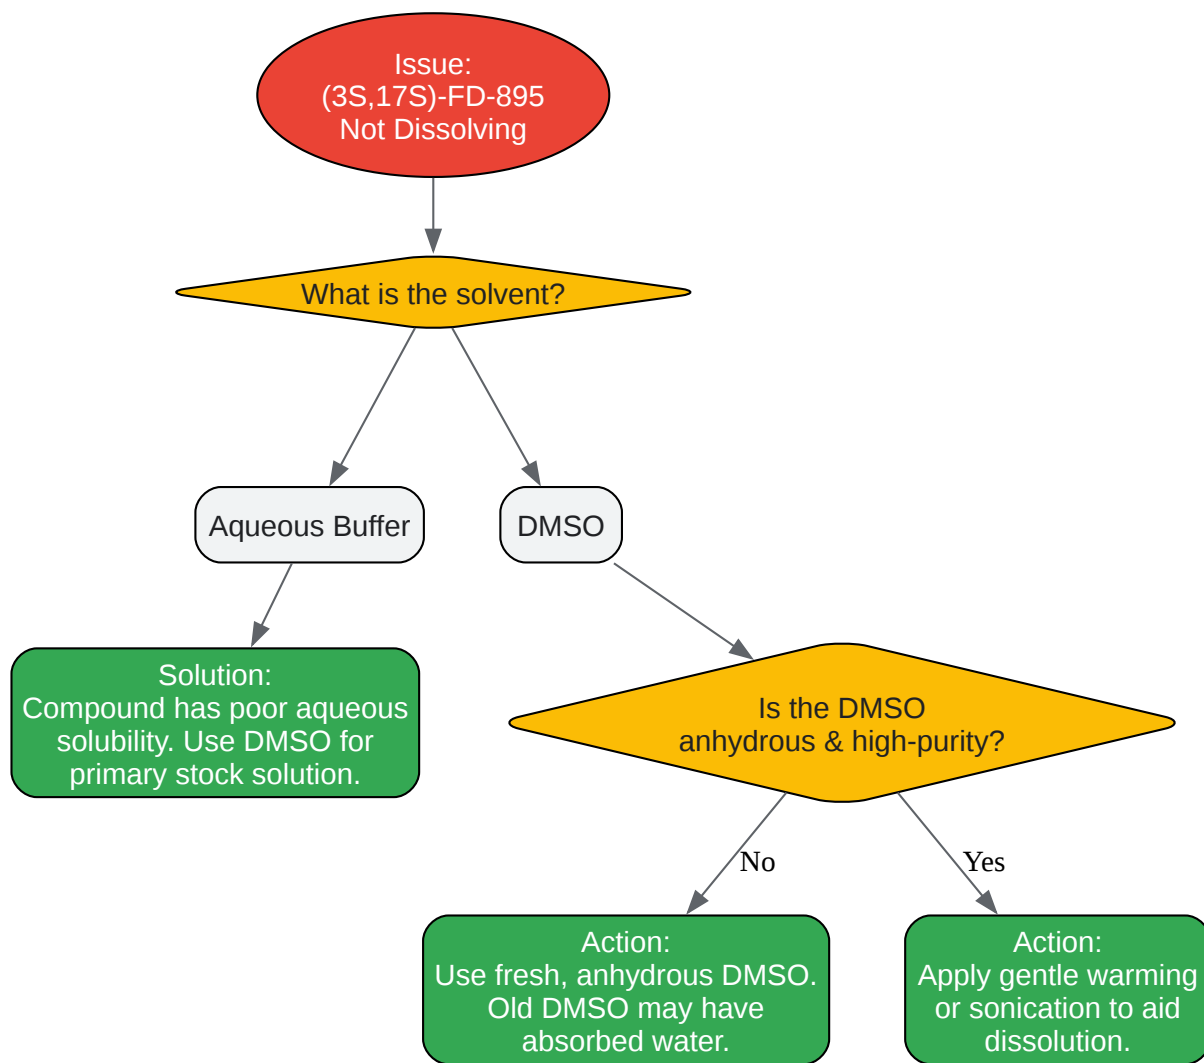 Issue:
(3S,17S)-FD-895
Not Dissolving
What is the solvent?
Aqueous Buffer
DMSO
Solution:
Compound has poor aqueous
solubility. Use DMSO for
primary stock solution.
Is the DMSO
anhydrous & high-purity?
No
Yes
Action:
Use fresh, anhydrous DMSO.
Old DMSO may have
absorbed water.
Action:
Apply gentle warming
or sonication to aid
dissolution.